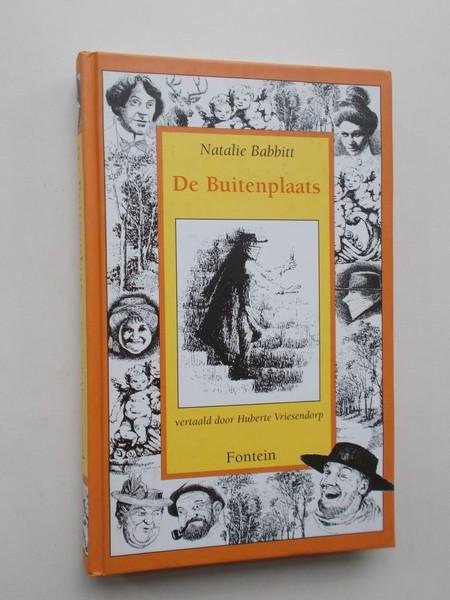 Natalie Babbitt
De Buitenplaats
vertaald door Huberte Vriesendorp
Fontein